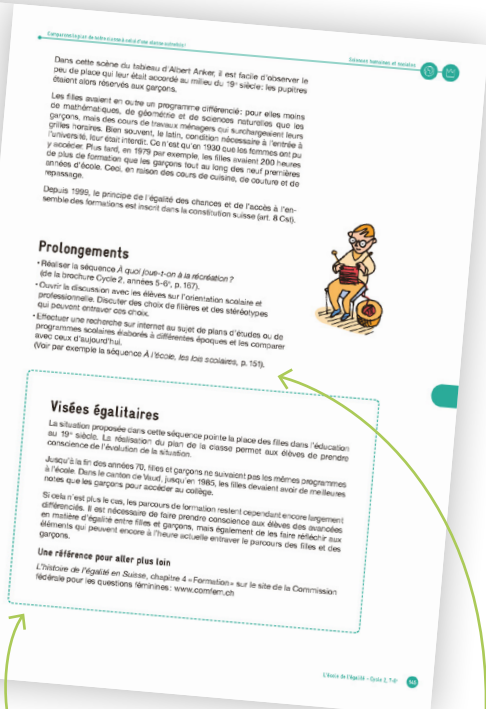 Dans cette scène du tableau d'Albert Anker, il est facile d'observer le
peu de place qui leur était accordé au milieu du 19e siècle: les pupitres
étaient alors réservés aux garçons.
Les filles avaient en outre un programme différencié: pour elles moins
de mathématiques, de géométrie et de sciences naturelles que les
garçons, mais des cours de travaux ménagers qui surchargeaient leurs
grilles horaires. Bien souvent, le latin, condition nécessaire à l'entrée à
l'université, leur était interdit. Ce n'est qu'en 1930 que les femmes ont pu
y accéder. Plus tard, en 1979 par exemple, les filles avaient 200 heures
de plus de formation que les garçons tout au long des neuf premières
années d'école. Ceci, en raison des cours de cuisine, de couture et de
repassage.
Depuis 1999, le principe de l'égalité des chances et de l'accès à l'en-
semble des formations est inscrit dans la constitution suisse (art. 8 Cst).
Prolongements
• Réaliser la séquence À quoi joue-t-on à la récréation ?
(de la brochure Cycle 2, années 5-6e, p. 167).
• Ouvrir la discussion avec les élèves sur l'orientation scolaire et
professionnelle. Discuter des choix de filières et des stéréotypes
qui peuvent entraver ces choix.
• Effectuer une recherche sur internet au sujet de plans d'études ou de
programmes scolaires élaborés à différentes époques et les comparer
avec ceux d'aujourd'hui.
(Voir par exemple la séquence À l'école, les lois scolaires, p. 151).
Visées égalitaires
La situation proposée dans cette séquence pointe la place des filles dans l'éducation
au 19e siècle. La réalisation du plan de la classe permet aux élèves de prendre
conscience de l'évolution de la situation.
Jusqu'à la fin des années 70, filles et garçons ne suivaient pas les mêmes programmes
à l'école. Dans le canton de Vaud, jusqu'en 1985, les filles devaient avoir de meilleures
notes que les garçons pour accéder au collège.
Si cela n'est plus le cas, les parcours de formation restent cependant encore largement
différenciés. Il est nécessaire de faire prendre conscience aux élèves des avancées
en matière d'égalité entre filles et garçons, mais également de les faire réfléchir aux
éléments qui peuvent encore à l'heure actuelle entraver le parcours des filles et des
garçons.
Une référence pour aller plus loin
L'histoire de l'égalité en Suisse, chapitre 4 «Formation» sur le site de la Commission
fédérale pour les questions féminines: www.comfem.ch
L'école de l'égalité – Cycle 2, 7-8e